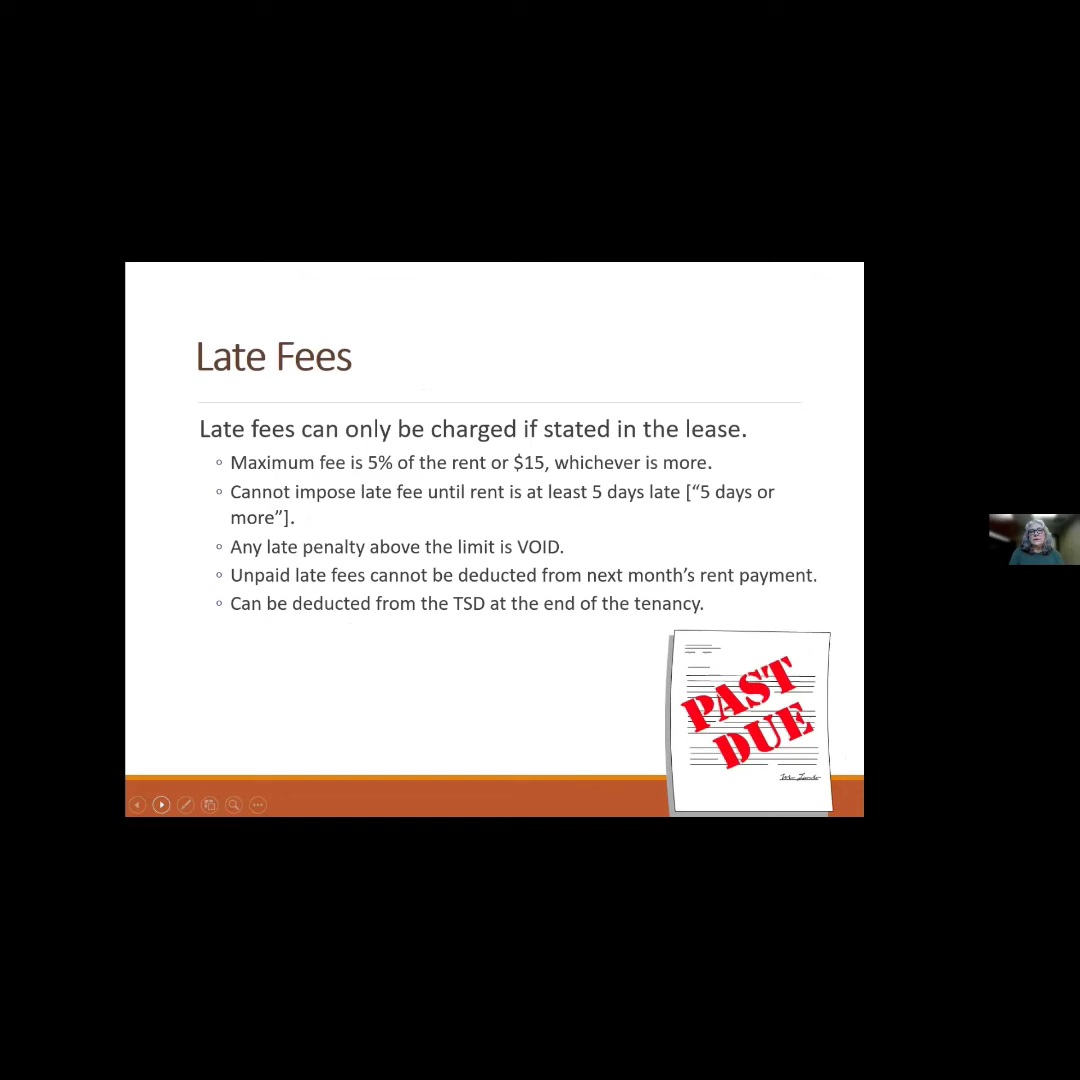 Late Fees
Late fees can only be charged if stated in the lease.
Maximum fee is 5% of the rent or $15, whichever is more.
Cannot impose late fee until rent is at least 5 days late [“5 days or
more”].
Any late penalty above the limit is VOID.
Unpaid late fees cannot be deducted from next month’s rent payment.
Can be deducted from the TSD at the end of the tenancy.
PAST
DUE